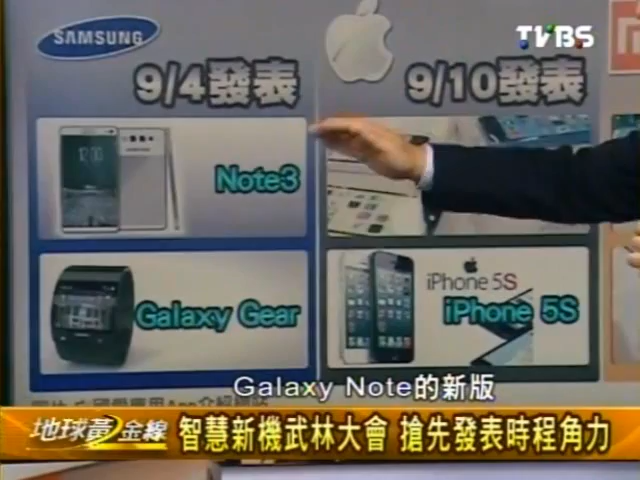 SAMSUNG
TVBS
9/4發表
9/10發表
Note3
Galaxy Gear
iPhone 5S
iPhone 5S
Galaxy Note的新版
地球黃金線
智慧新機武林大會 搶先發表時程角力